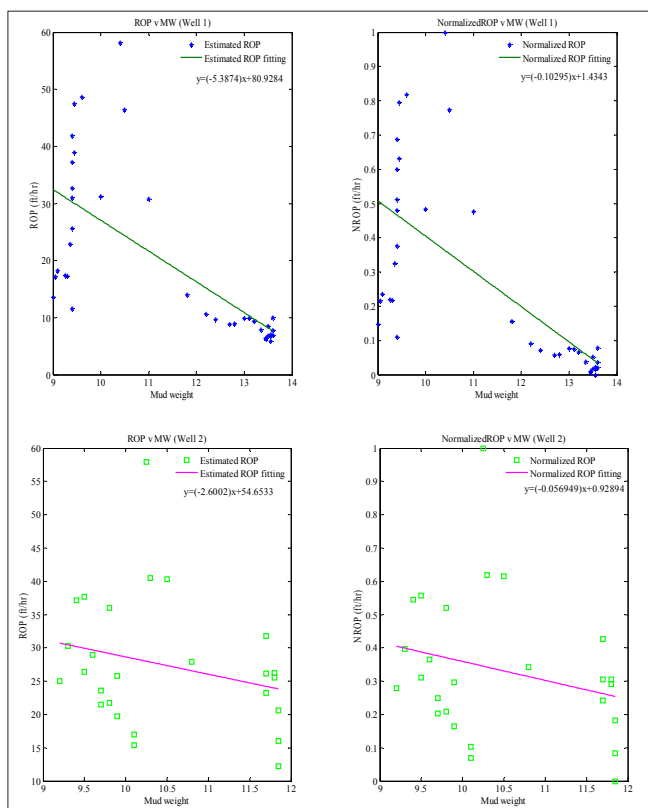 ROP v MW (Well 1)
60
50
40
30
20
10
0
ROP (ft/hr)
9
10
11
12
13
14
Mud weight
Estimated ROP
Estimated ROP fitting
y=(-5.3874)x+80.9284
NormalizedROP v MW (Well 1)
1
0.9
0.8
0.7
0.6
0.5
0.4
0.3
0.2
0.1
0
NROP (ft/hr)
9
10
11
12
13
14
Mud weight
Normalized ROP
Normalized ROP fitting
y=(-0.10295)x+1.4343
ROP v MW (Well 2)
60
55
50
45
40
35
30
25
20
15
10
ROP (ft/hr)
9
9.5
10
10.5
11
11.5
12
Mud weight
Estimated ROP
Estimated ROP fitting
y=(-2.6002)x+54.6533
NormalizedROP v MW (Well 2)
1
0.9
0.8
0.7
0.6
0.5
0.4
0.3
0.2
0.1
0
NROP (ft/hr)
9
9.5
10
10.5
11
11.5
12
Mud weight
Normalized ROP
Normalized ROP fitting
y=(-0.056949)x+0.92894